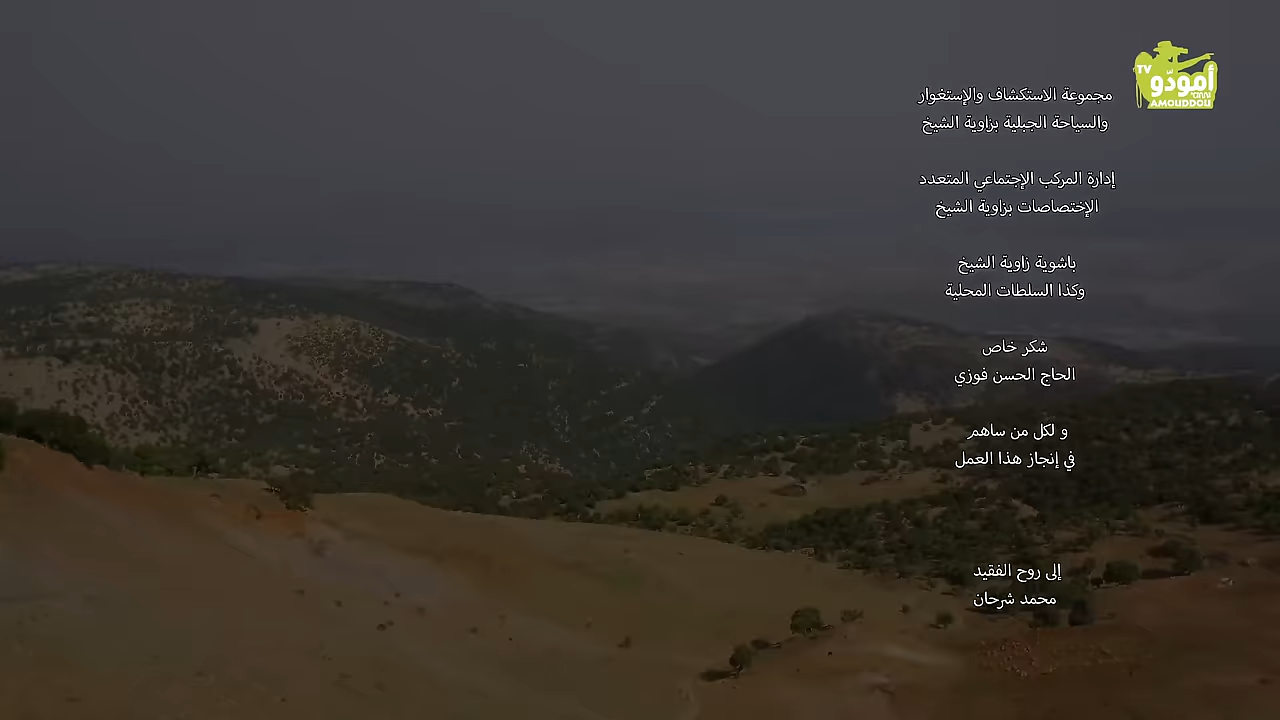 TV
أمودّو
AMOUDDOU
مجموعة الاستكشاف والإستغوار
والسياحة الجبلية بزاوية الشيخ
إدارة المركب الإجتماعي المتعدد
الإختصاصات بزاوية الشيخ
باشوية زاوية الشيخ
وكذا السلطات المحلية
شكر خاص
الحاج الحسن فوزي
و لكل من ساهم
في إنجاز هذا العمل
إلى روح الفقيد
محمد شرحان